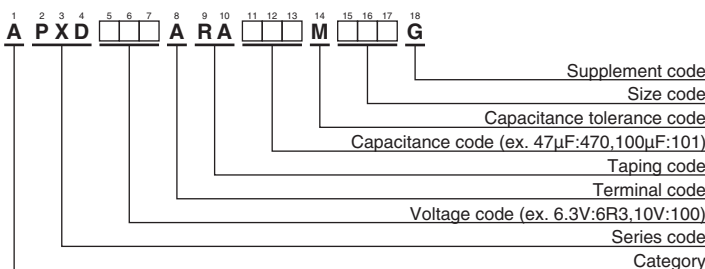 1 2 3 4 5 6 7 8 9 10 11 12 13 14 15 16 17 18
A P X D □□□ A R A □□□ M □□□ G
Supplement code
Size code
Capacitance tolerance code
Capacitance code (ex. 47μF:470,100μF:101)
Taping code
Terminal code
Voltage code (ex. 6.3V:6R3,10V:100)
Series code
Category